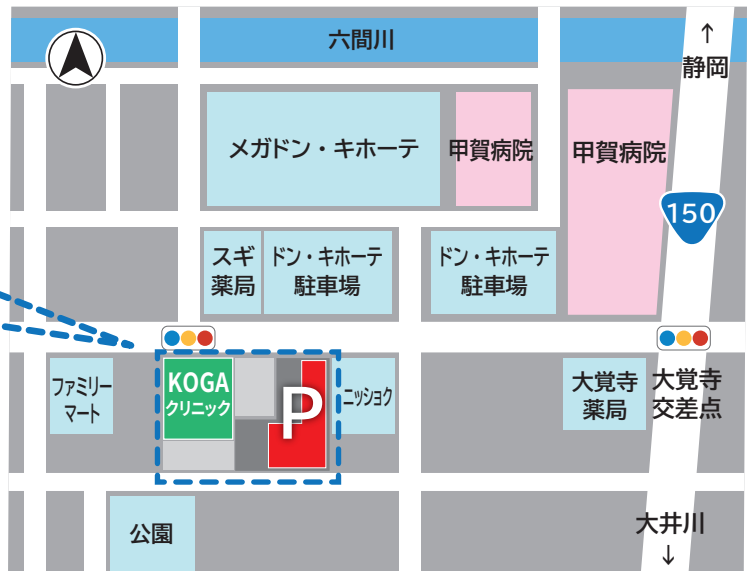 六間川
↑
静岡
メガドン・キホーテ
甲賀病院
甲賀病院
150
スギ
薬局
ドン・キホーテ
駐車場
ドン・キホーテ
駐車場
ファミリー
マート
KOGA
クリニック
P
ニッショク
大覚寺
薬局
大覚寺
交差点
公園
大井川
↓